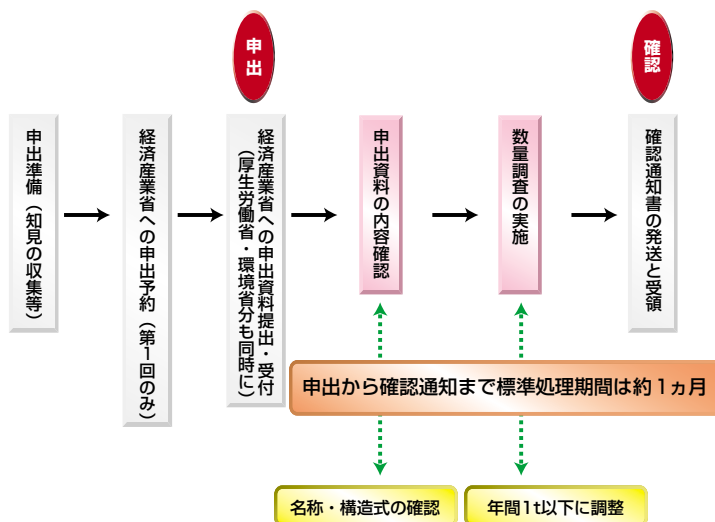 申出
確認
申出準備（知見の収集等）
経済産業省への申出予約（第1回のみ）
経済産業省への申出資料提出・受付
（厚生労働省・環境省分も同時に）
申出資料の内容確認
数量調査の実施
確認通知書の発送と受領
申出から確認通知まで標準処理期間は約1ヵ月
名称・構造式の確認
年間1t以下に調整